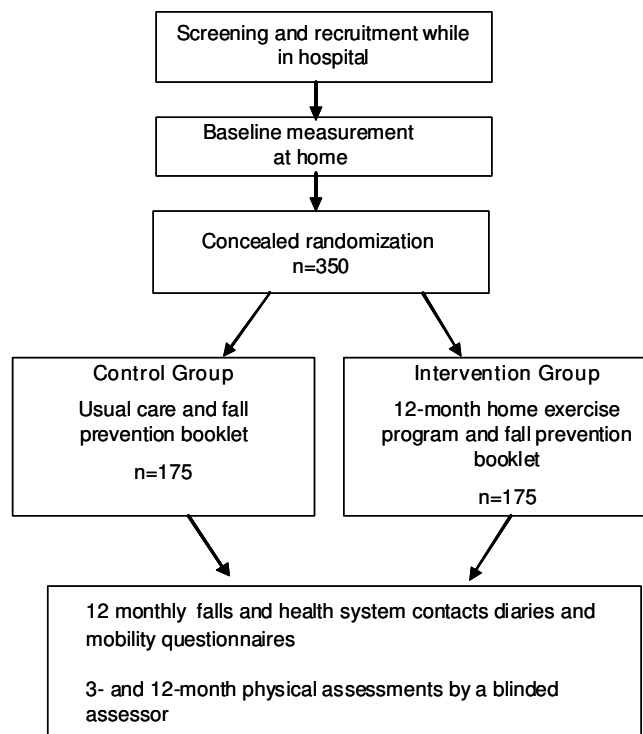 Screening and recruitment while
in hospital
Baseline measurement
at home
Concealed randomization
n=350
Control Group
Usual care and fall
prevention booklet
n=175
Intervention Group
12-month home exercise
program and fall prevention
booklet
n=175
12 monthly falls and health system contacts diaries and
mobility questionnaires
3- and 12-month physical assessments by a blinded
assessor